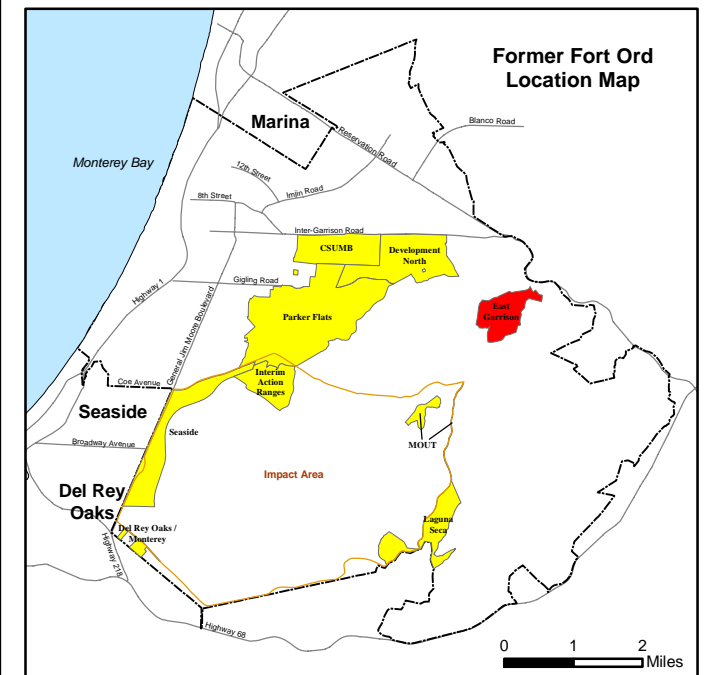 Former Fort Ord
Location Map
Marina
Blanco Road
Reservation Road
Monterey Bay
12th Street
Imjin Road
8th Street
Inter-Garrison Road
CSUMB
Development
North
Gigling Road
Highway 1
General Jim Moore Boulevard
East
Garrison
Parker Flats
Interim
Action
Ranges
Coe Avenue
Seaside
Seaside
Broadway Avenue
MOUT
Impact Area
Del Rey
Oaks
Laguna
Seca
Del Rey Oaks /
Monterey
Highway 218
Highway 68
0 1 2
Miles